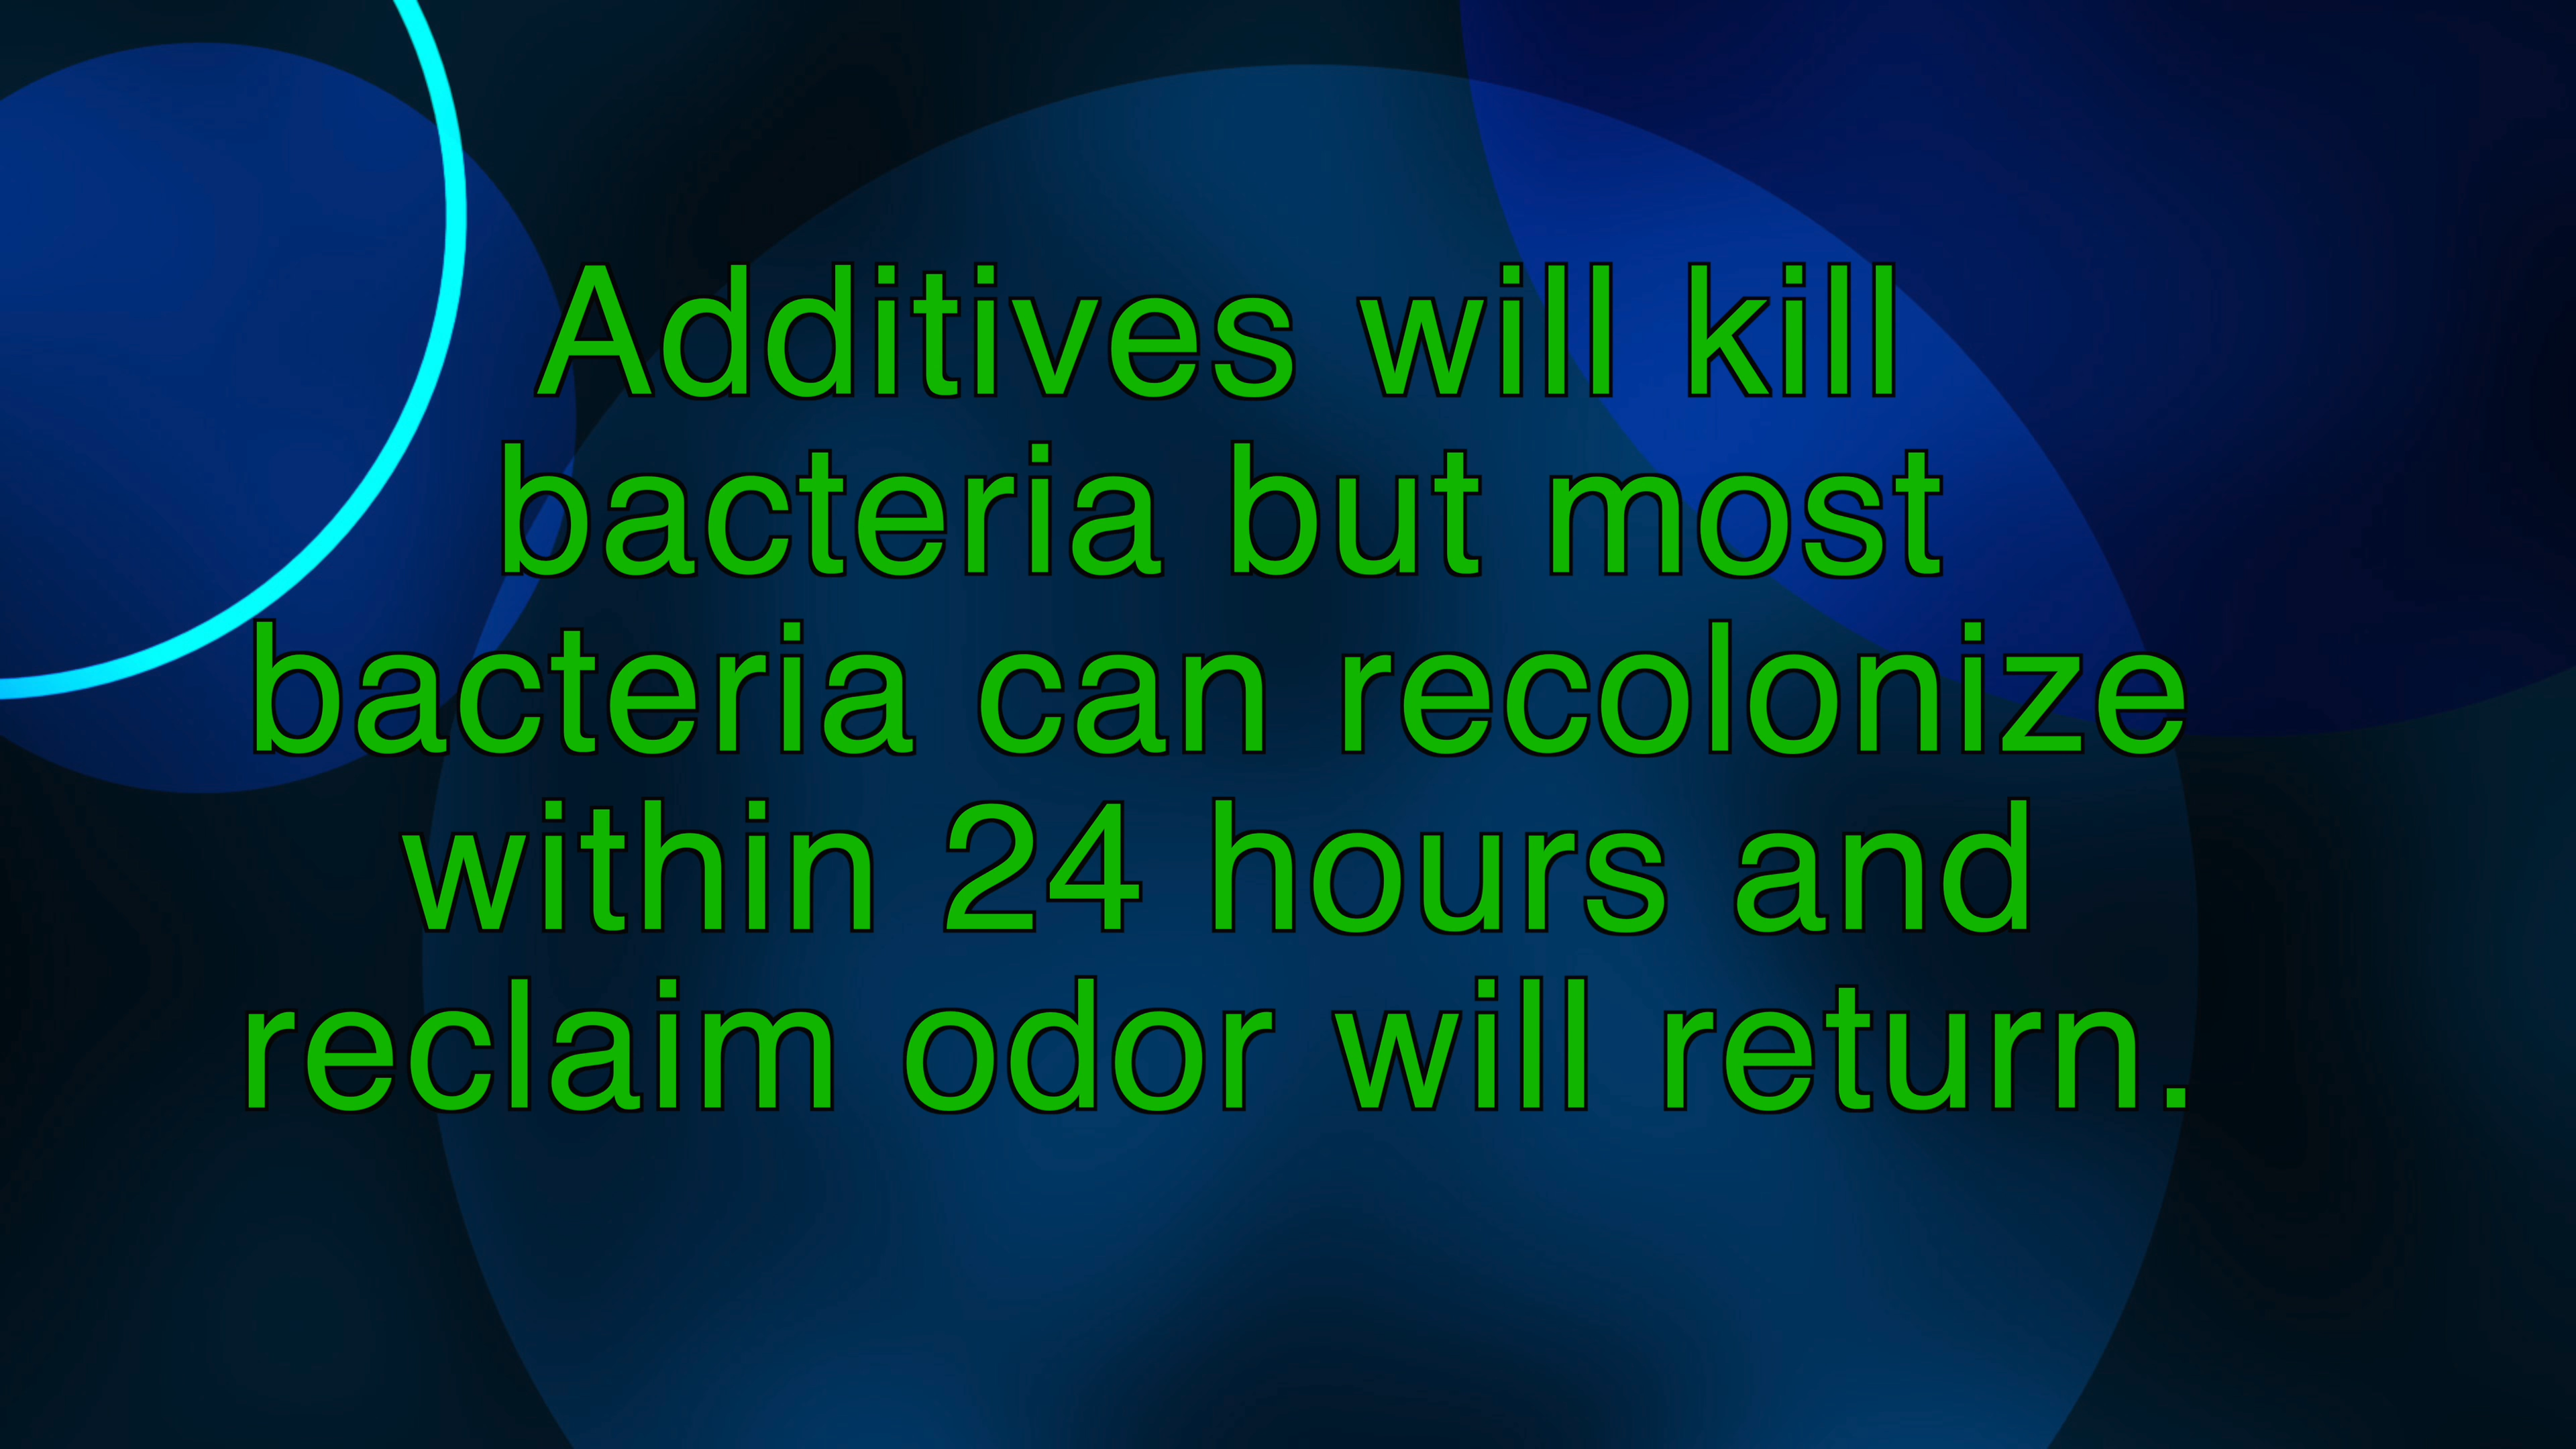 Additives will kill
bacteria but most
bacteria can recolonize
within 24 hours and
reclaim odor will return.